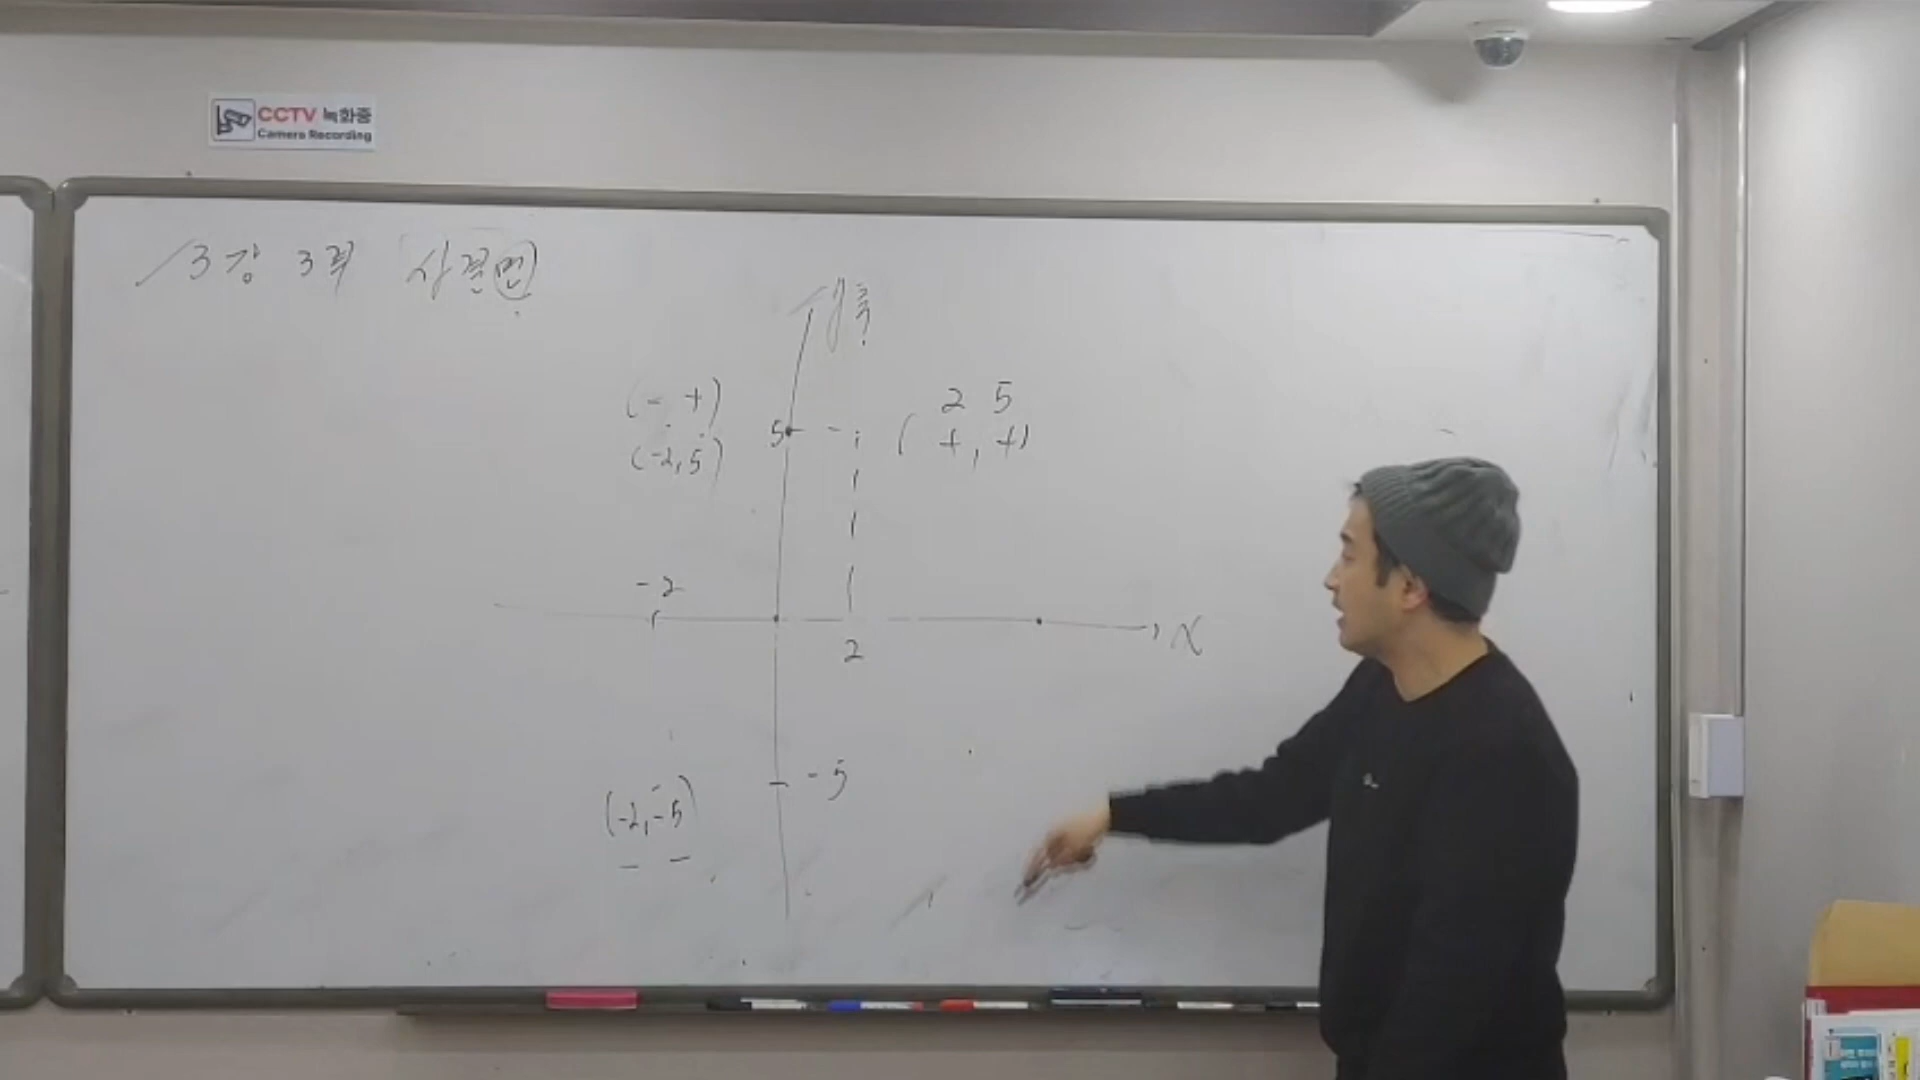 CCTV 녹화중
Camera Recording
13강 3쪽 사분면
y축
(- +)
2 5
5
( +, +)
(-2, 5)
-2
2
x
-5
(-2, -5)
- -